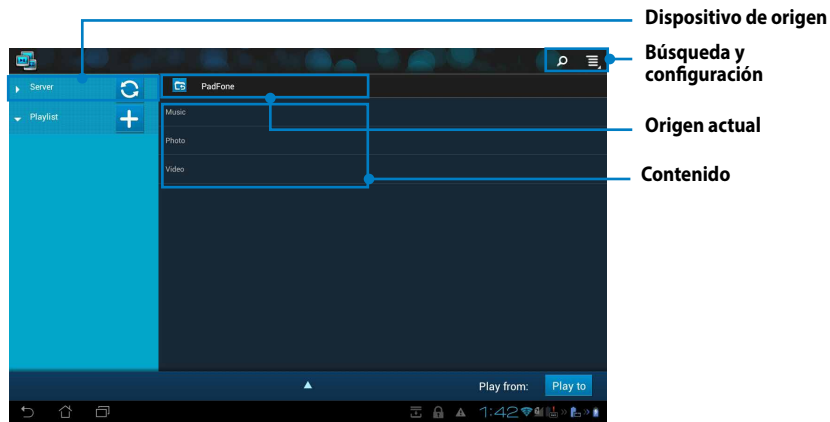 Dispositivo de origen
Búsqueda y
configuración
Server
PadFone
Playlist
Music
Origen actual
Photo
Video
Contenido
Play from:
Play to
1:42